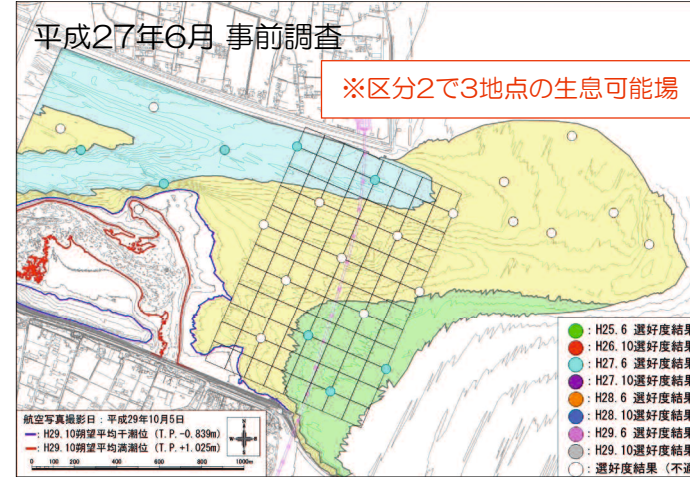 平成27年6月 事前調査
※区分2で3地点の生息可能場
：H25.6 選好度結果
：H26.10選好度結果
：H27.6 選好度結果
：H27.10選好度結果
：H28.6 選好度結果
：H28.10選好度結果
：H29.6 選好度結果
：H29.10選好度結果
：選好度結果（不適
航空写真撮影日：平成29年10月5日
：H29.10朔望平均干潮位（T.P.-0.839m）
：H29.10朔望平均満潮位（T.P.+1.025m）
0 200 400 600 800 1000m